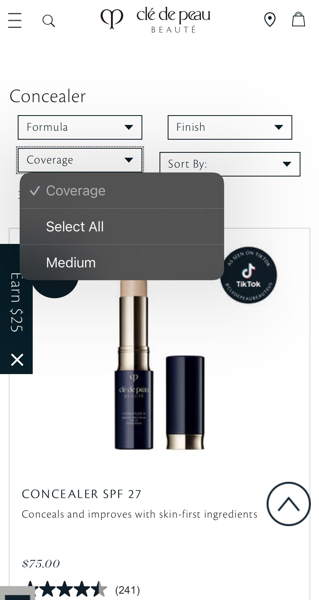 clé de peau
BEAUTÉ
Concealer
Formula
Finish
Coverage
Sort By:
✓ Coverage
Select All
Medium
Earn $25
AS SEEN ON TIKTOK
TikTok
clé de peau
BEAUTÉ
CONCEALER SPF 27
Conceals and improves with skin-first ingredients
$75.00
(241)